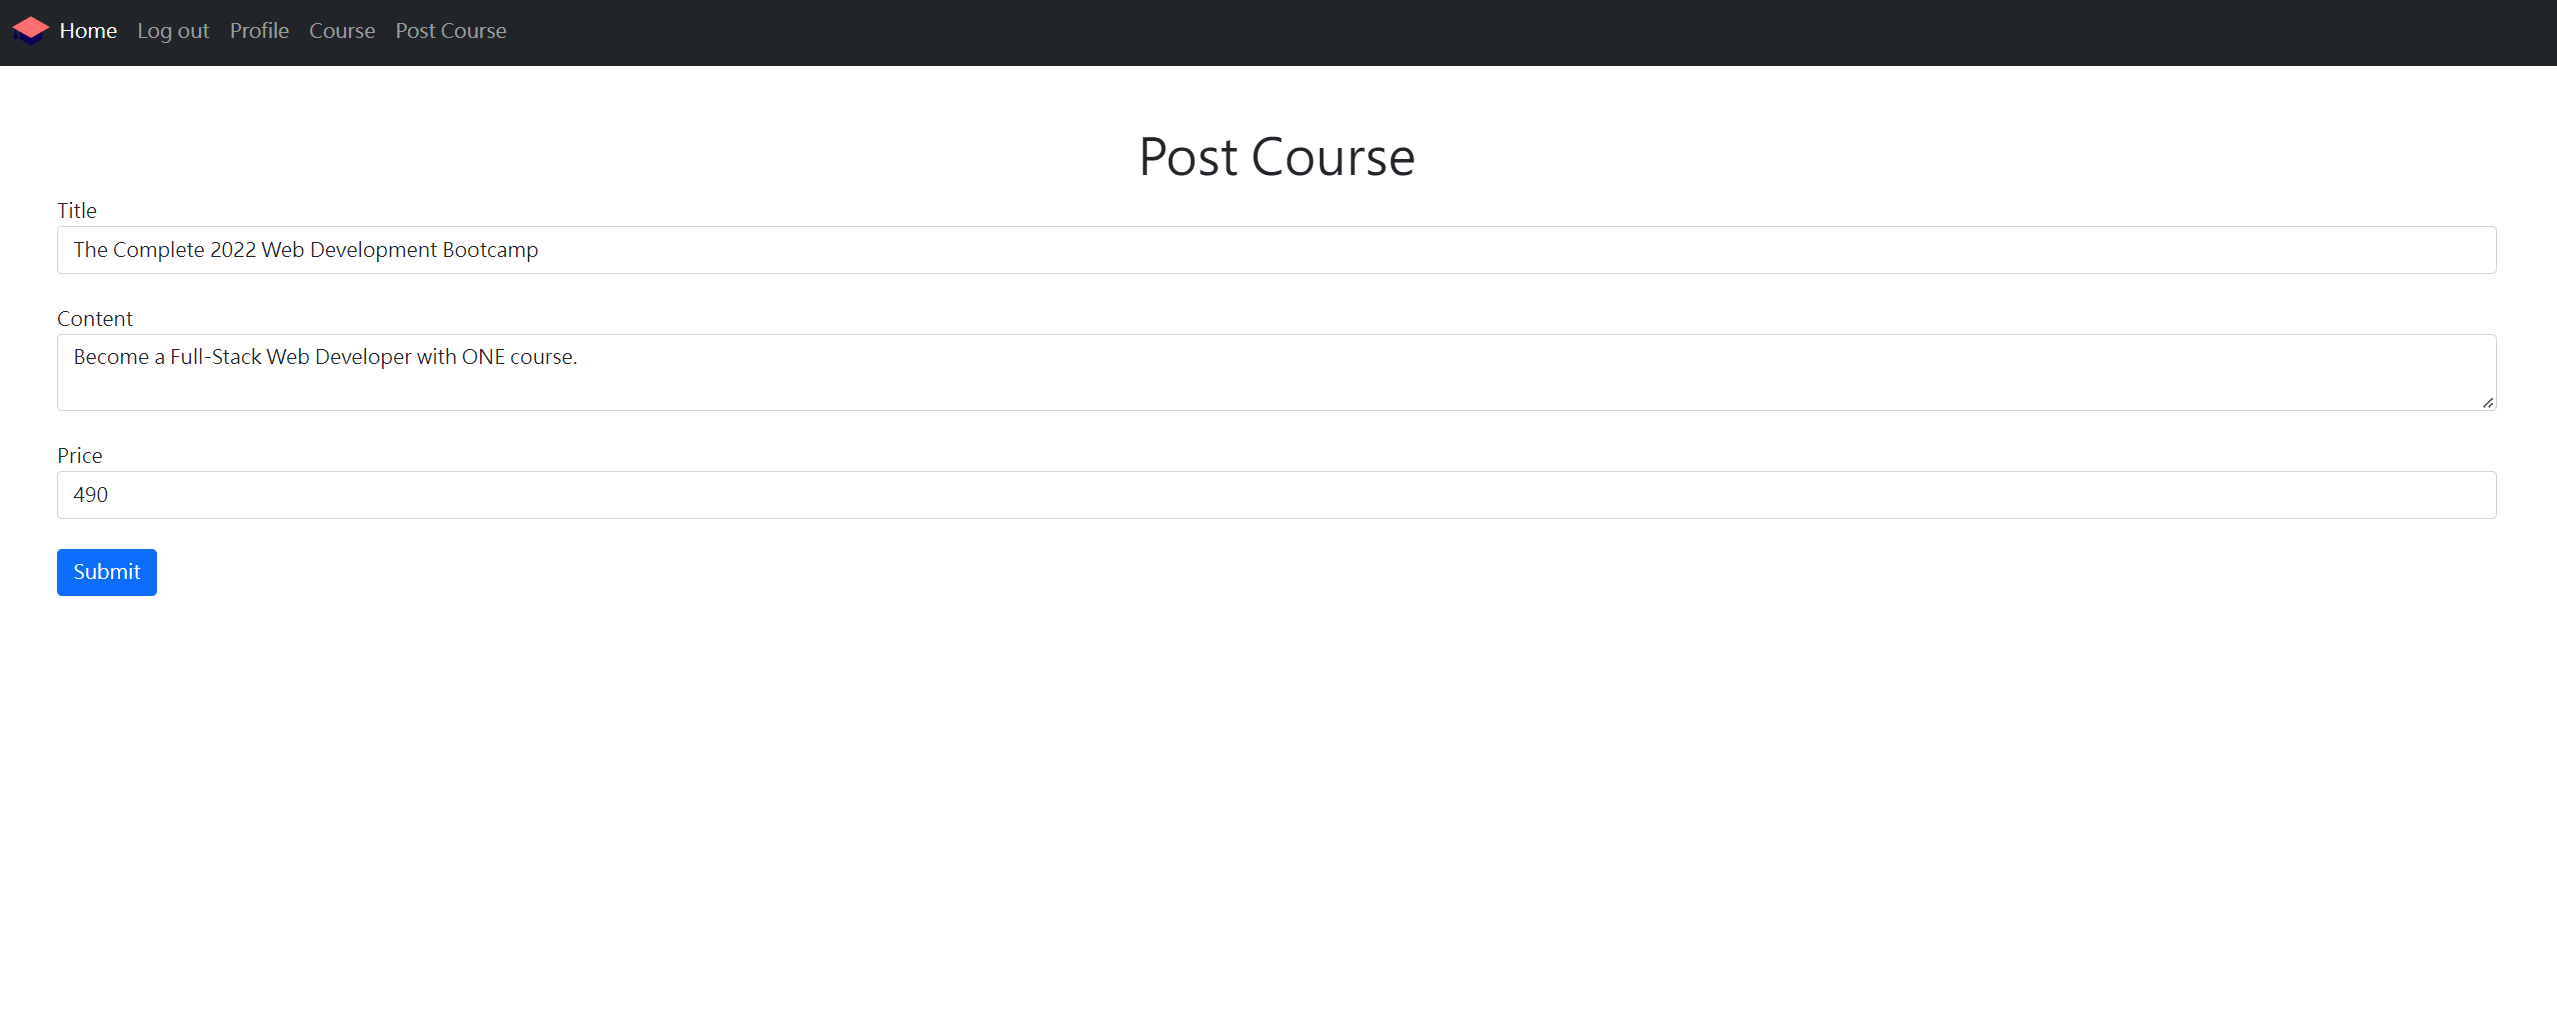 Home Log out Profile Course Post Course
Post Course
Title
The Complete 2022 Web Development Bootcamp
Content
Become a Full-Stack Web Developer with ONE course.
Price
490
Submit